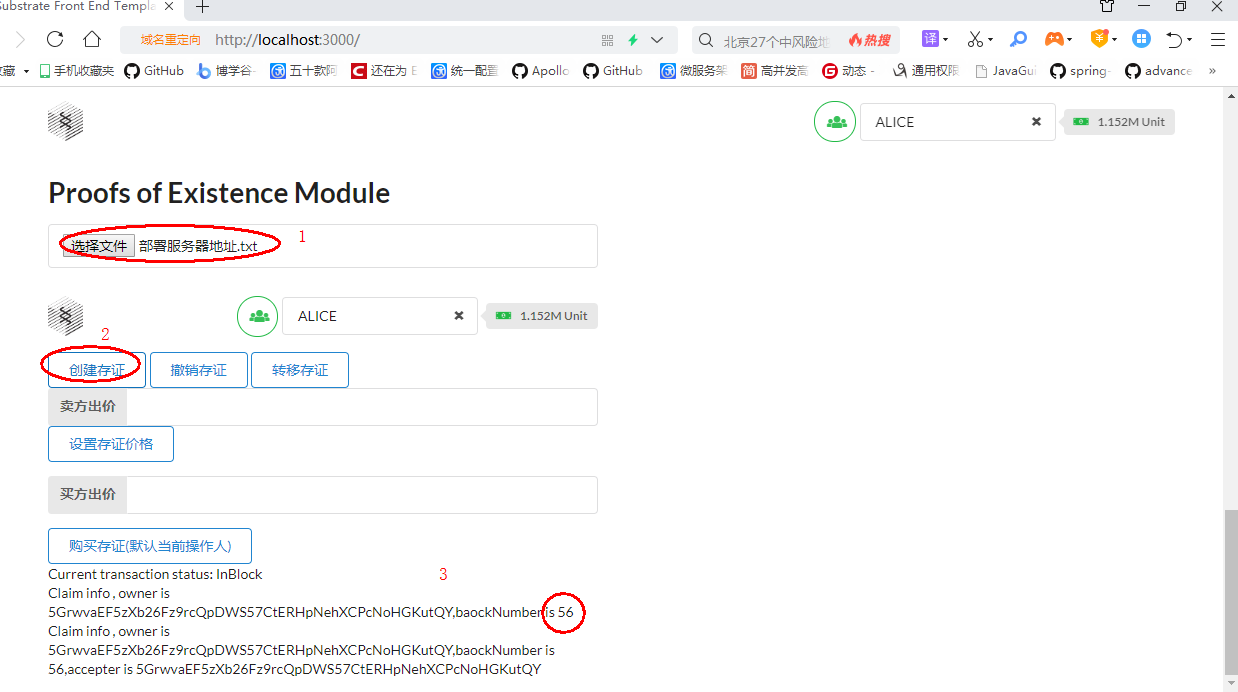 Substrate Front End Templa
域名重定向 http://localhost:3000/ 北京27个中风险地 热搜 译
藏 手机收藏夹 GitHub 博学谷- 五十款阿 还在为 E 统一配置 Apollo GitHub 微服务架 高并发高 动态 - 通用权限 JavaGui spring- advance »
ALICE 1.152M Unit
Proofs of Existence Module
选择文件 部署服务器地址.txt 1
ALICE 1.152M Unit
2
创建存证 撤销存证 转移存证
卖方出价
设置存证价格
买方出价
购买存证(默认当前操作人)
Current transaction status: InBlock 3
Claim info , owner is
5GrwvaEF5zXb26Fz9rcQpDWS57CtERHpNehXCPcNoHGKutQY,baockNumber is 56
Claim info , owner is
5GrwvaEF5zXb26Fz9rcQpDWS57CtERHpNehXCPcNoHGKutQY,baockNumber is
56,accepter is 5GrwvaEF5zXb26Fz9rcQpDWS57CtERHpNehXCPcNoHGKutQY